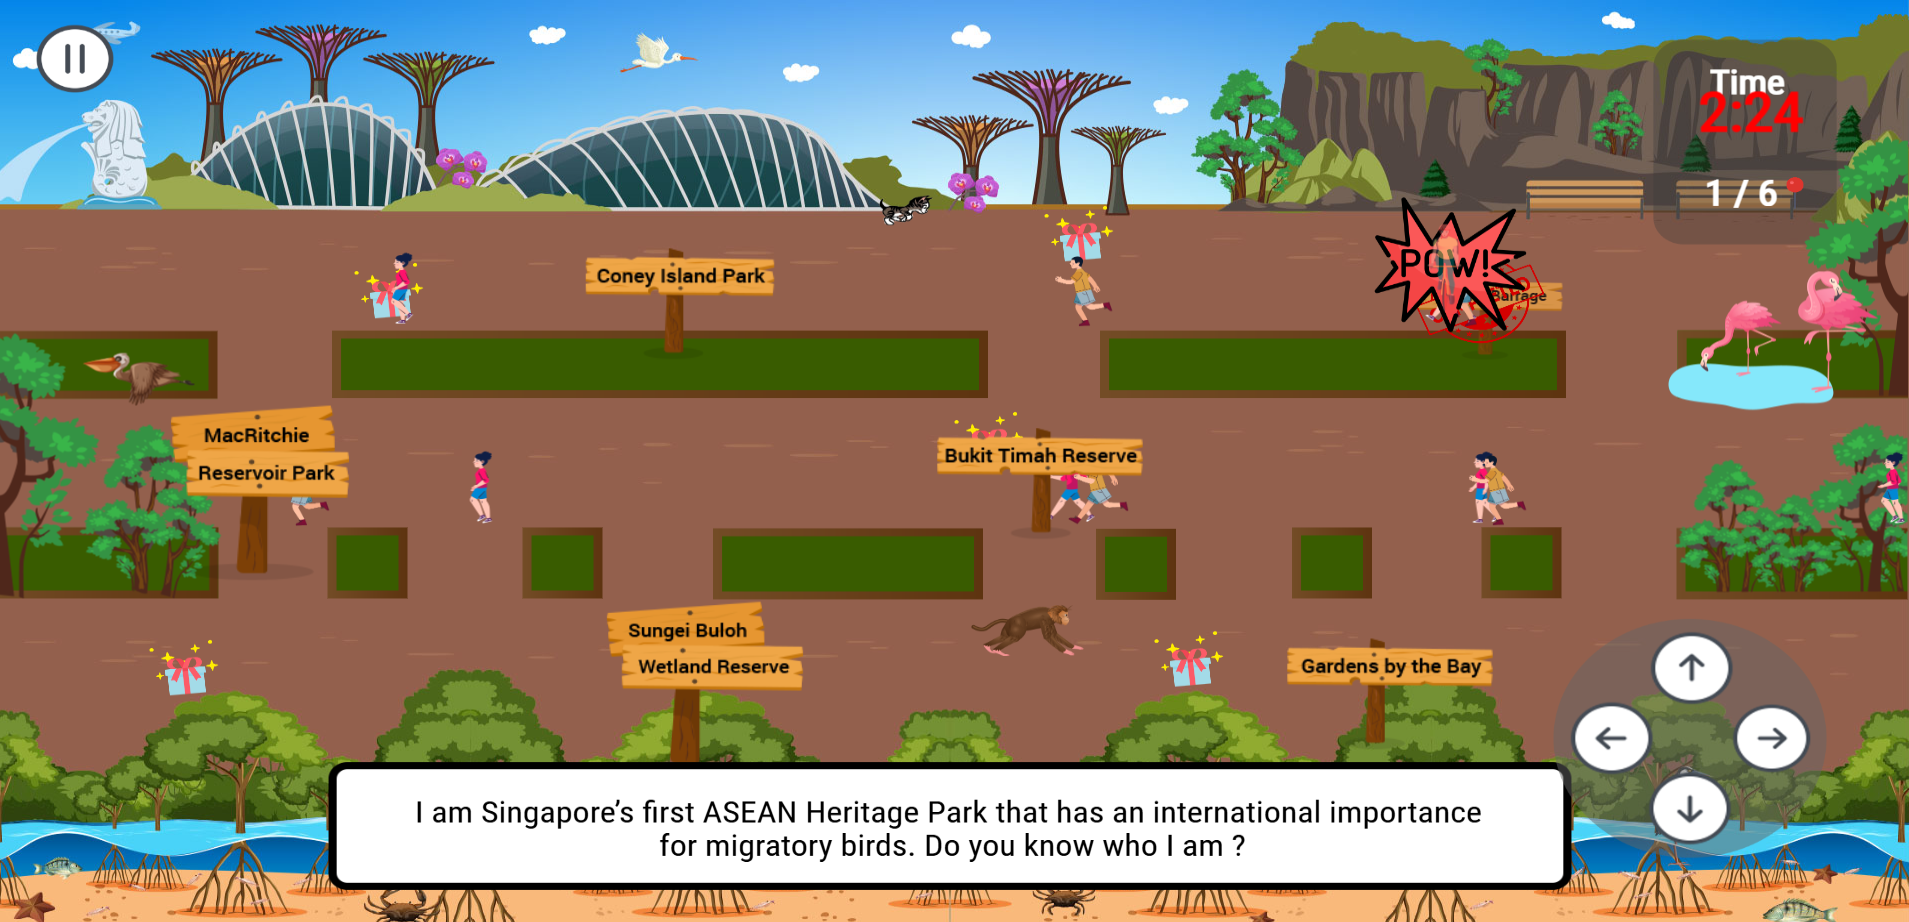 Time
2:24
1 / 6
Coney Island Park
POW!
Barrage
MacRitchie
Reservoir Park
Bukit Timah Reserve
Sungei Buloh
Wetland Reserve
Gardens by the Bay
I am Singapore’s first ASEAN Heritage Park that has an international importance
for migratory birds. Do you know who I am ?